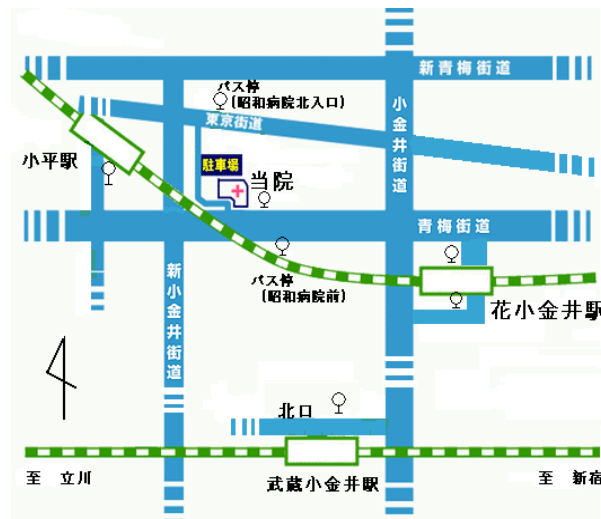 新青梅街道
バス停
(昭和病院北入口)
東京街道
小金井街道
小平駅
駐車場
当院
青梅街道
新小金井街道
バス停
(昭和病院前)
花小金井駅
北口
至 立川
武蔵小金井駅
至 新宿